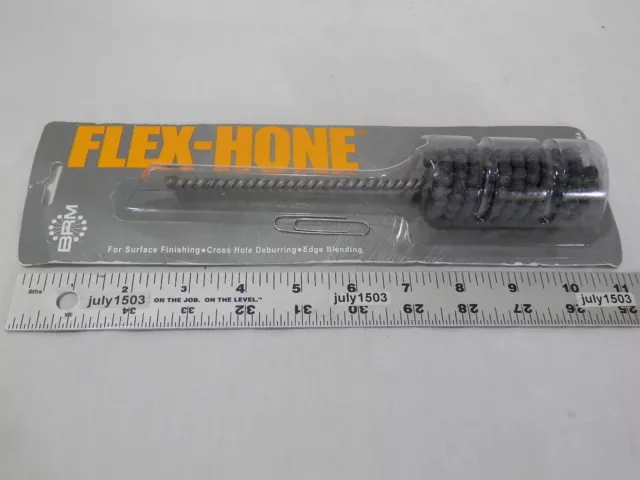 FLEX-HONE
BRM
For Surface Finishing●Cross Hole Deburring●Edge Blending
8ths 1 2 3 4 5 6 7 8 9 10 11
july1503 ON THE JOB. ON THE LEVEL.™ july1503 july1503
34 33 32 31 30 29 28 27 26 25